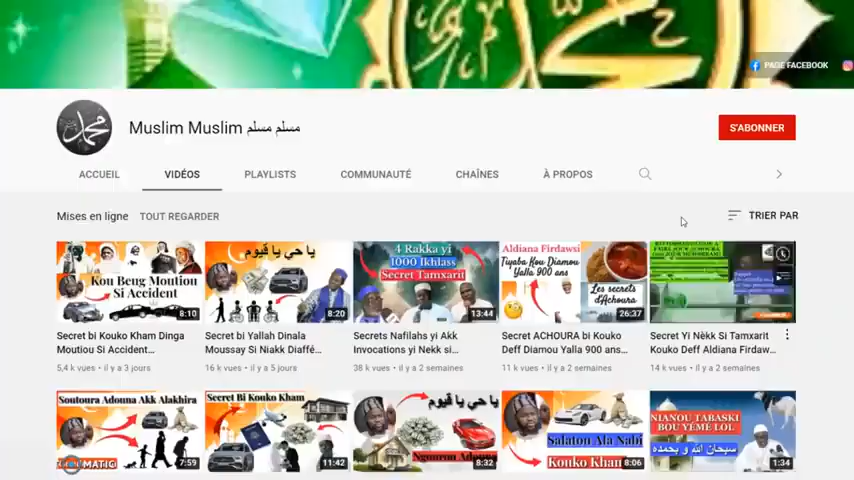 PAGE FACEBOOK
Muslim Muslim مسلم مسلم
S'ABONNER
ACCUEIL
VIDÉOS
PLAYLISTS
COMMUNAUTÉ
CHAÎNES
À PROPOS
Mises en ligne
TOUT REGARDER
TRIER PAR
Kou Beng Moutiou
Si Accident
8:10
يا حي يا قيوم
8:20
4 Rakka yi
1000 Ikhlass
Secret Tamxarit
13:44
Aldiana Firdawsi
Tuyaba Kou Diamou
Yalla 900 ans
Les secrets
d'Achoura
26:37
Secret bi Kouko Kham Dinga
Moutiou Si Accident...
5,4 k vues • il y a 3 jours
Secret bi Yallah Dinala
Moussay Si Niakk Diaffé...
16 k vues • il y a 5 jours
Secrets Nafilahs yi Akk
Invocations yi Nekk si...
38 k vues • il y a 2 semaines
Secret ACHOURA bi Kouko
Deff Diamou Yalla 900 ans...
11 k vues • il y a 2 semaines
Secret Yi Nèkk Si Tamxarit
Kouko Deff Aldiana Firdaw...
14 k vues • il y a 2 semaines
Soutoura Adouna Akk Alakhira
7:59
Secret Bi Kouko Kham
11:42
يا حي يا قيوم
Ngourou Adouna
8:32
Salaton Ala Nabi
Kouko Kham
8:06
NIANOU TABASKI
BOU YÉMÉ LOL
سبحان الله و بحمده
1:34